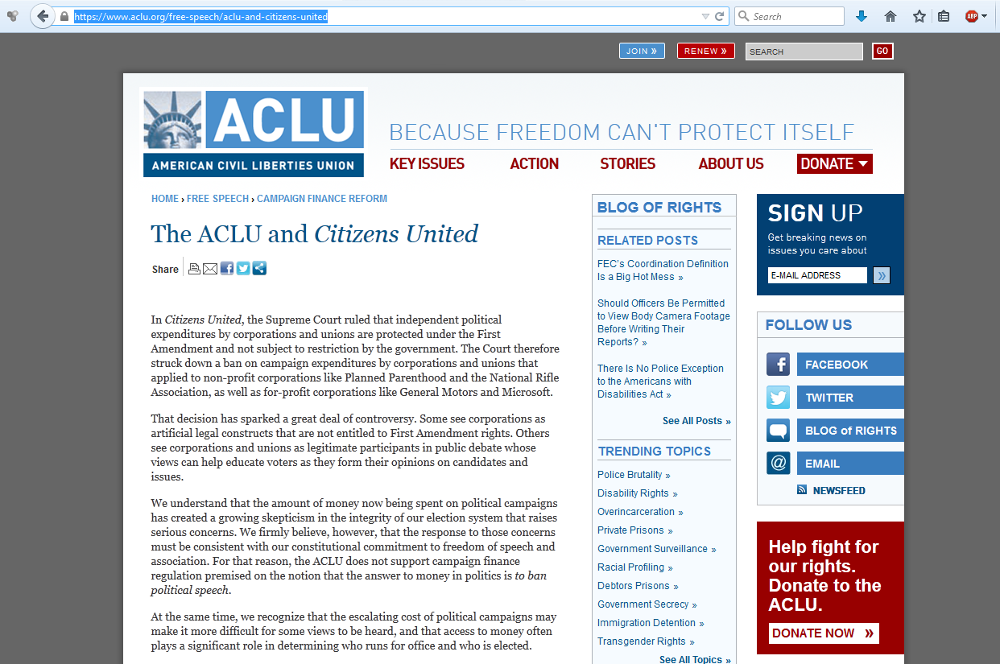 https://www.aclu.org/free-speech/aclu-and-citizens-united
Search
ABP
JOIN »
RENEW »
SEARCH
GO
ACLU
AMERICAN CIVIL LIBERTIES UNION
BECAUSE FREEDOM CAN'T PROTECT ITSELF
KEY ISSUES
ACTION
STORIES
ABOUT US
DONATE
HOME › FREE SPEECH › CAMPAIGN FINANCE REFORM
The ACLU and Citizens United
Share
In Citizens United, the Supreme Court ruled that independent political
expenditures by corporations and unions are protected under the First
Amendment and not subject to restriction by the government. The Court therefore
struck down a ban on campaign expenditures by corporations and unions that
applied to non-profit corporations like Planned Parenthood and the National Rifle
Association, as well as for-profit corporations like General Motors and Microsoft.
That decision has sparked a great deal of controversy. Some see corporations as
artificial legal constructs that are not entitled to First Amendment rights. Others
see corporations and unions as legitimate participants in public debate whose
views can help educate voters as they form their opinions on candidates and
issues.
We understand that the amount of money now being spent on political campaigns
has created a growing skepticism in the integrity of our election system that raises
serious concerns. We firmly believe, however, that the response to those concerns
must be consistent with our constitutional commitment to freedom of speech and
association. For that reason, the ACLU does not support campaign finance
regulation premised on the notion that the answer to money in politics is to ban
political speech.
At the same time, we recognize that the escalating cost of political campaigns may
make it more difficult for some views to be heard, and that access to money often
plays a significant role in determining who runs for office and who is elected.
BLOG OF RIGHTS
RELATED POSTS
FEC's Coordination Definition
Is a Big Hot Mess »
Should Officers Be Permitted
to View Body Camera Footage
Before Writing Their
Reports? »
There Is No Police Exception
to the Americans with
Disabilities Act »
See All Posts »
TRENDING TOPICS
Police Brutality »
Disability Rights »
Overincarceration »
Private Prisons »
Government Surveillance »
Racial Profiling »
Debtors Prisons »
Government Secrecy »
Immigration Detention »
Transgender Rights »
See All Topics »
SIGN UP
Get breaking news on
issues you care about
E-MAIL ADDRESS
»
FOLLOW US
FACEBOOK
TWITTER
BLOG of RIGHTS
@ EMAIL
NEWSFEED
Help fight for
our rights.
Donate to the
ACLU.
DONATE NOW »